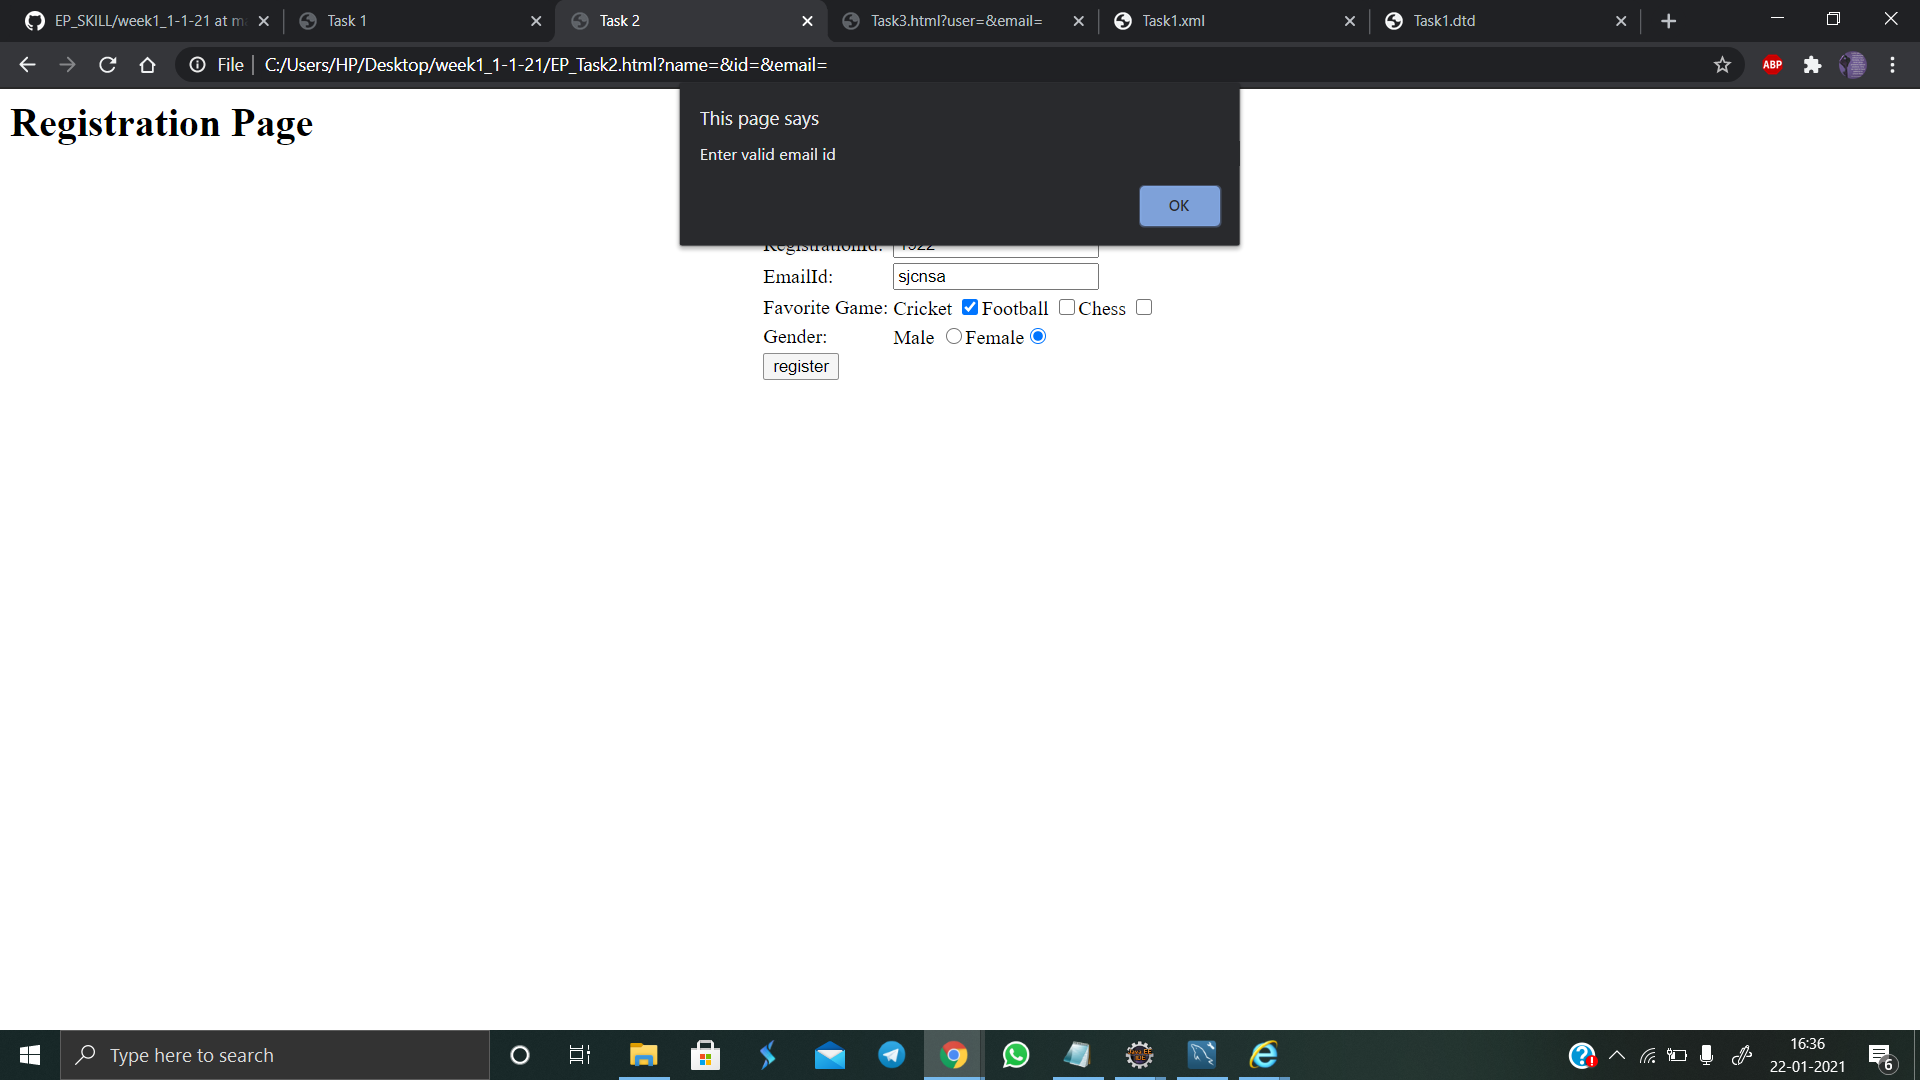 EP_SKILL/week1_1-1-21 at ma
Task 1
Task 2
Task3.html?user=&email=
Task1.xml
Task1.dtd
File
C:/Users/HP/Desktop/week1_1-1-21/EP_Task2.html?name=&id=&email=
ABP
Registration Page
This page says
Enter valid email id
OK
RegistrationId: 1922
EmailId: sjcnsa
Favorite Game: Cricket Football Chess
Gender: Male Female
register
Type here to search
16:36
22-01-2021
6